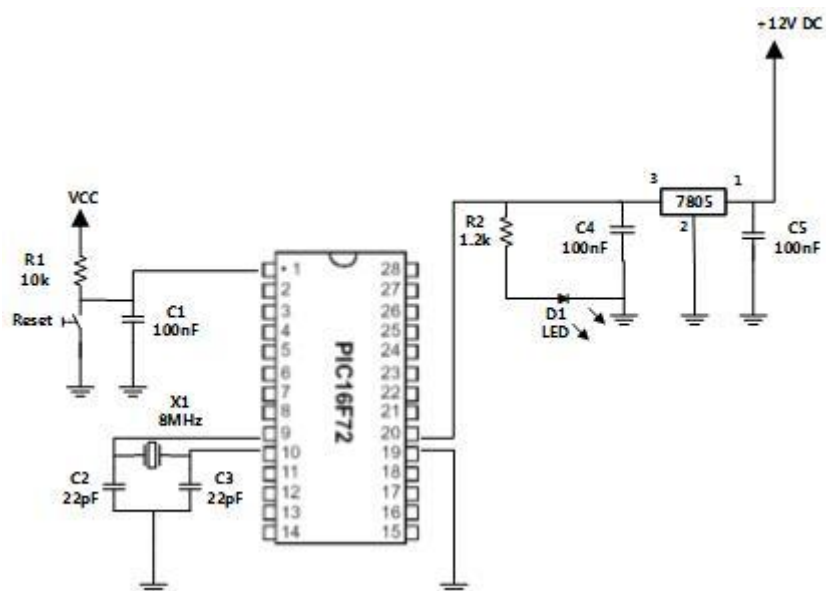 +12V DC
3
7805
1
2
R2
1.2k
C4
100nF
C5
100nF
D1
LED
VCC
R1
10k
Reset
C1
100nF
X1
8MHz
C2
22pF
C3
22pF
PIC16F72
1 28
2 27
3 26
4 25
5 24
6 23
7 22
8 21
9 20
10 19
11 18
12 17
13 16
14 15